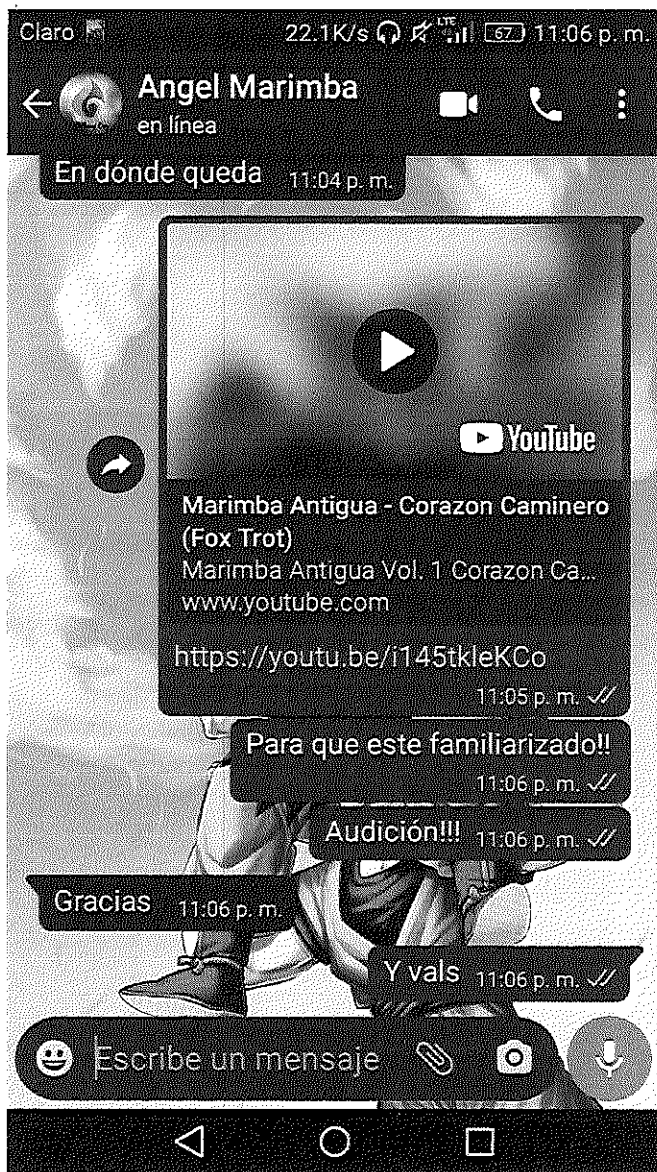 Claro
22.1K/s LTE 67 11:06 p. m.
Angel Marimba
en línea
En dónde queda 11:04 p. m.
YouTube
Marimba Antigua - Corazon Caminero
(Fox Trot)
Marimba Antigua Vol. 1 Corazon Ca...
www.youtube.com
https://youtu.be/i145tkleKCo
11:05 p. m.
Para que este familiarizado!!
11:06 p. m.
Audición!!! 11:06 p. m.
Gracias 11:06 p. m.
Y vals 11:06 p. m.
Escribe un mensaje